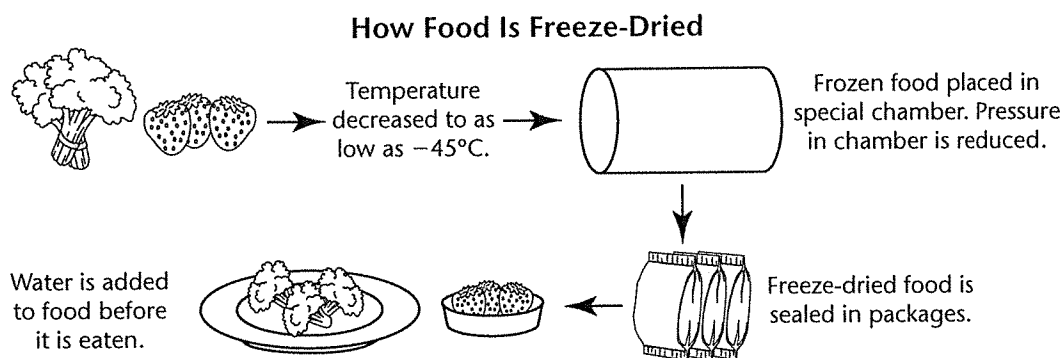 How Food Is Freeze-Dried
Temperature
decreased to as
low as −45°C.
Frozen food placed in
special chamber. Pressure
in chamber is reduced.
Freeze-dried food is
sealed in packages.
Water is added
to food before
it is eaten.